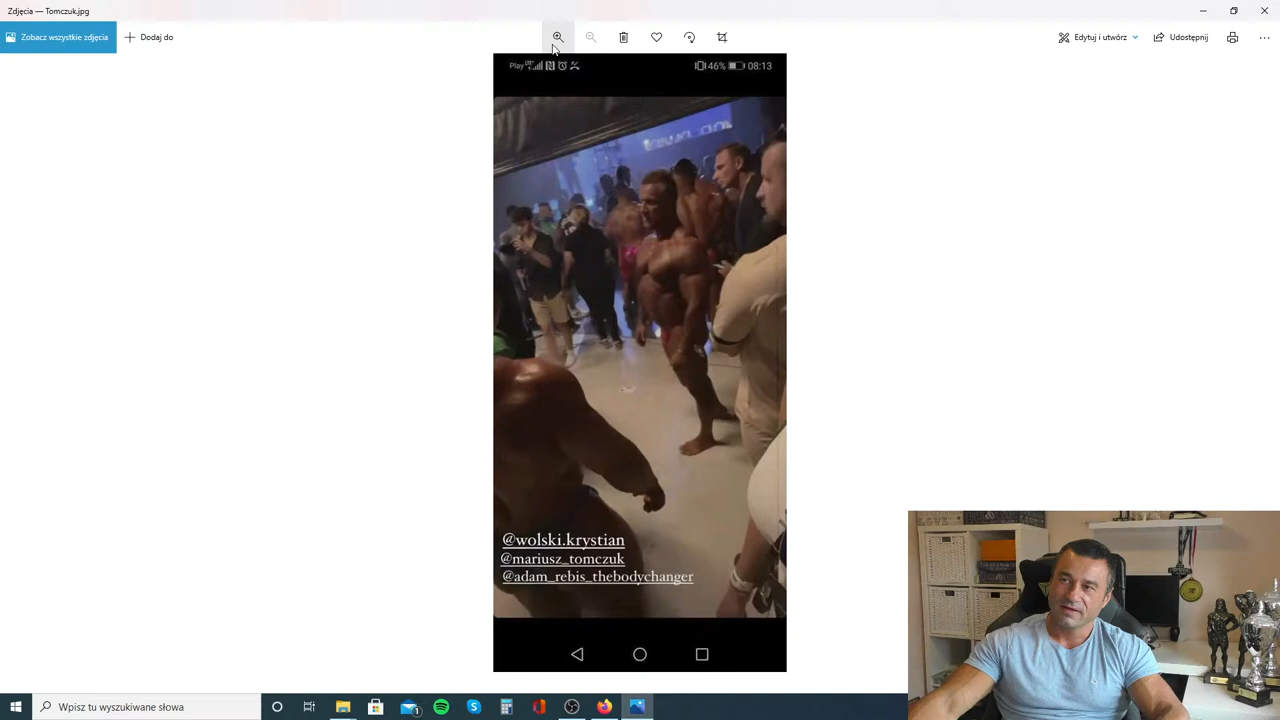 Zdjęcia — Tomczuk.jpg
Zobacz wszystkie zdjęcia
Dodaj do
Edytuj i utwórz
Udostępnij
Play
46%
08:13
@wolski.krystian
@mariusz_tomczuk
@adam_rebis_thebodychanger
Wpisz tu wyszukiwane słowa
1